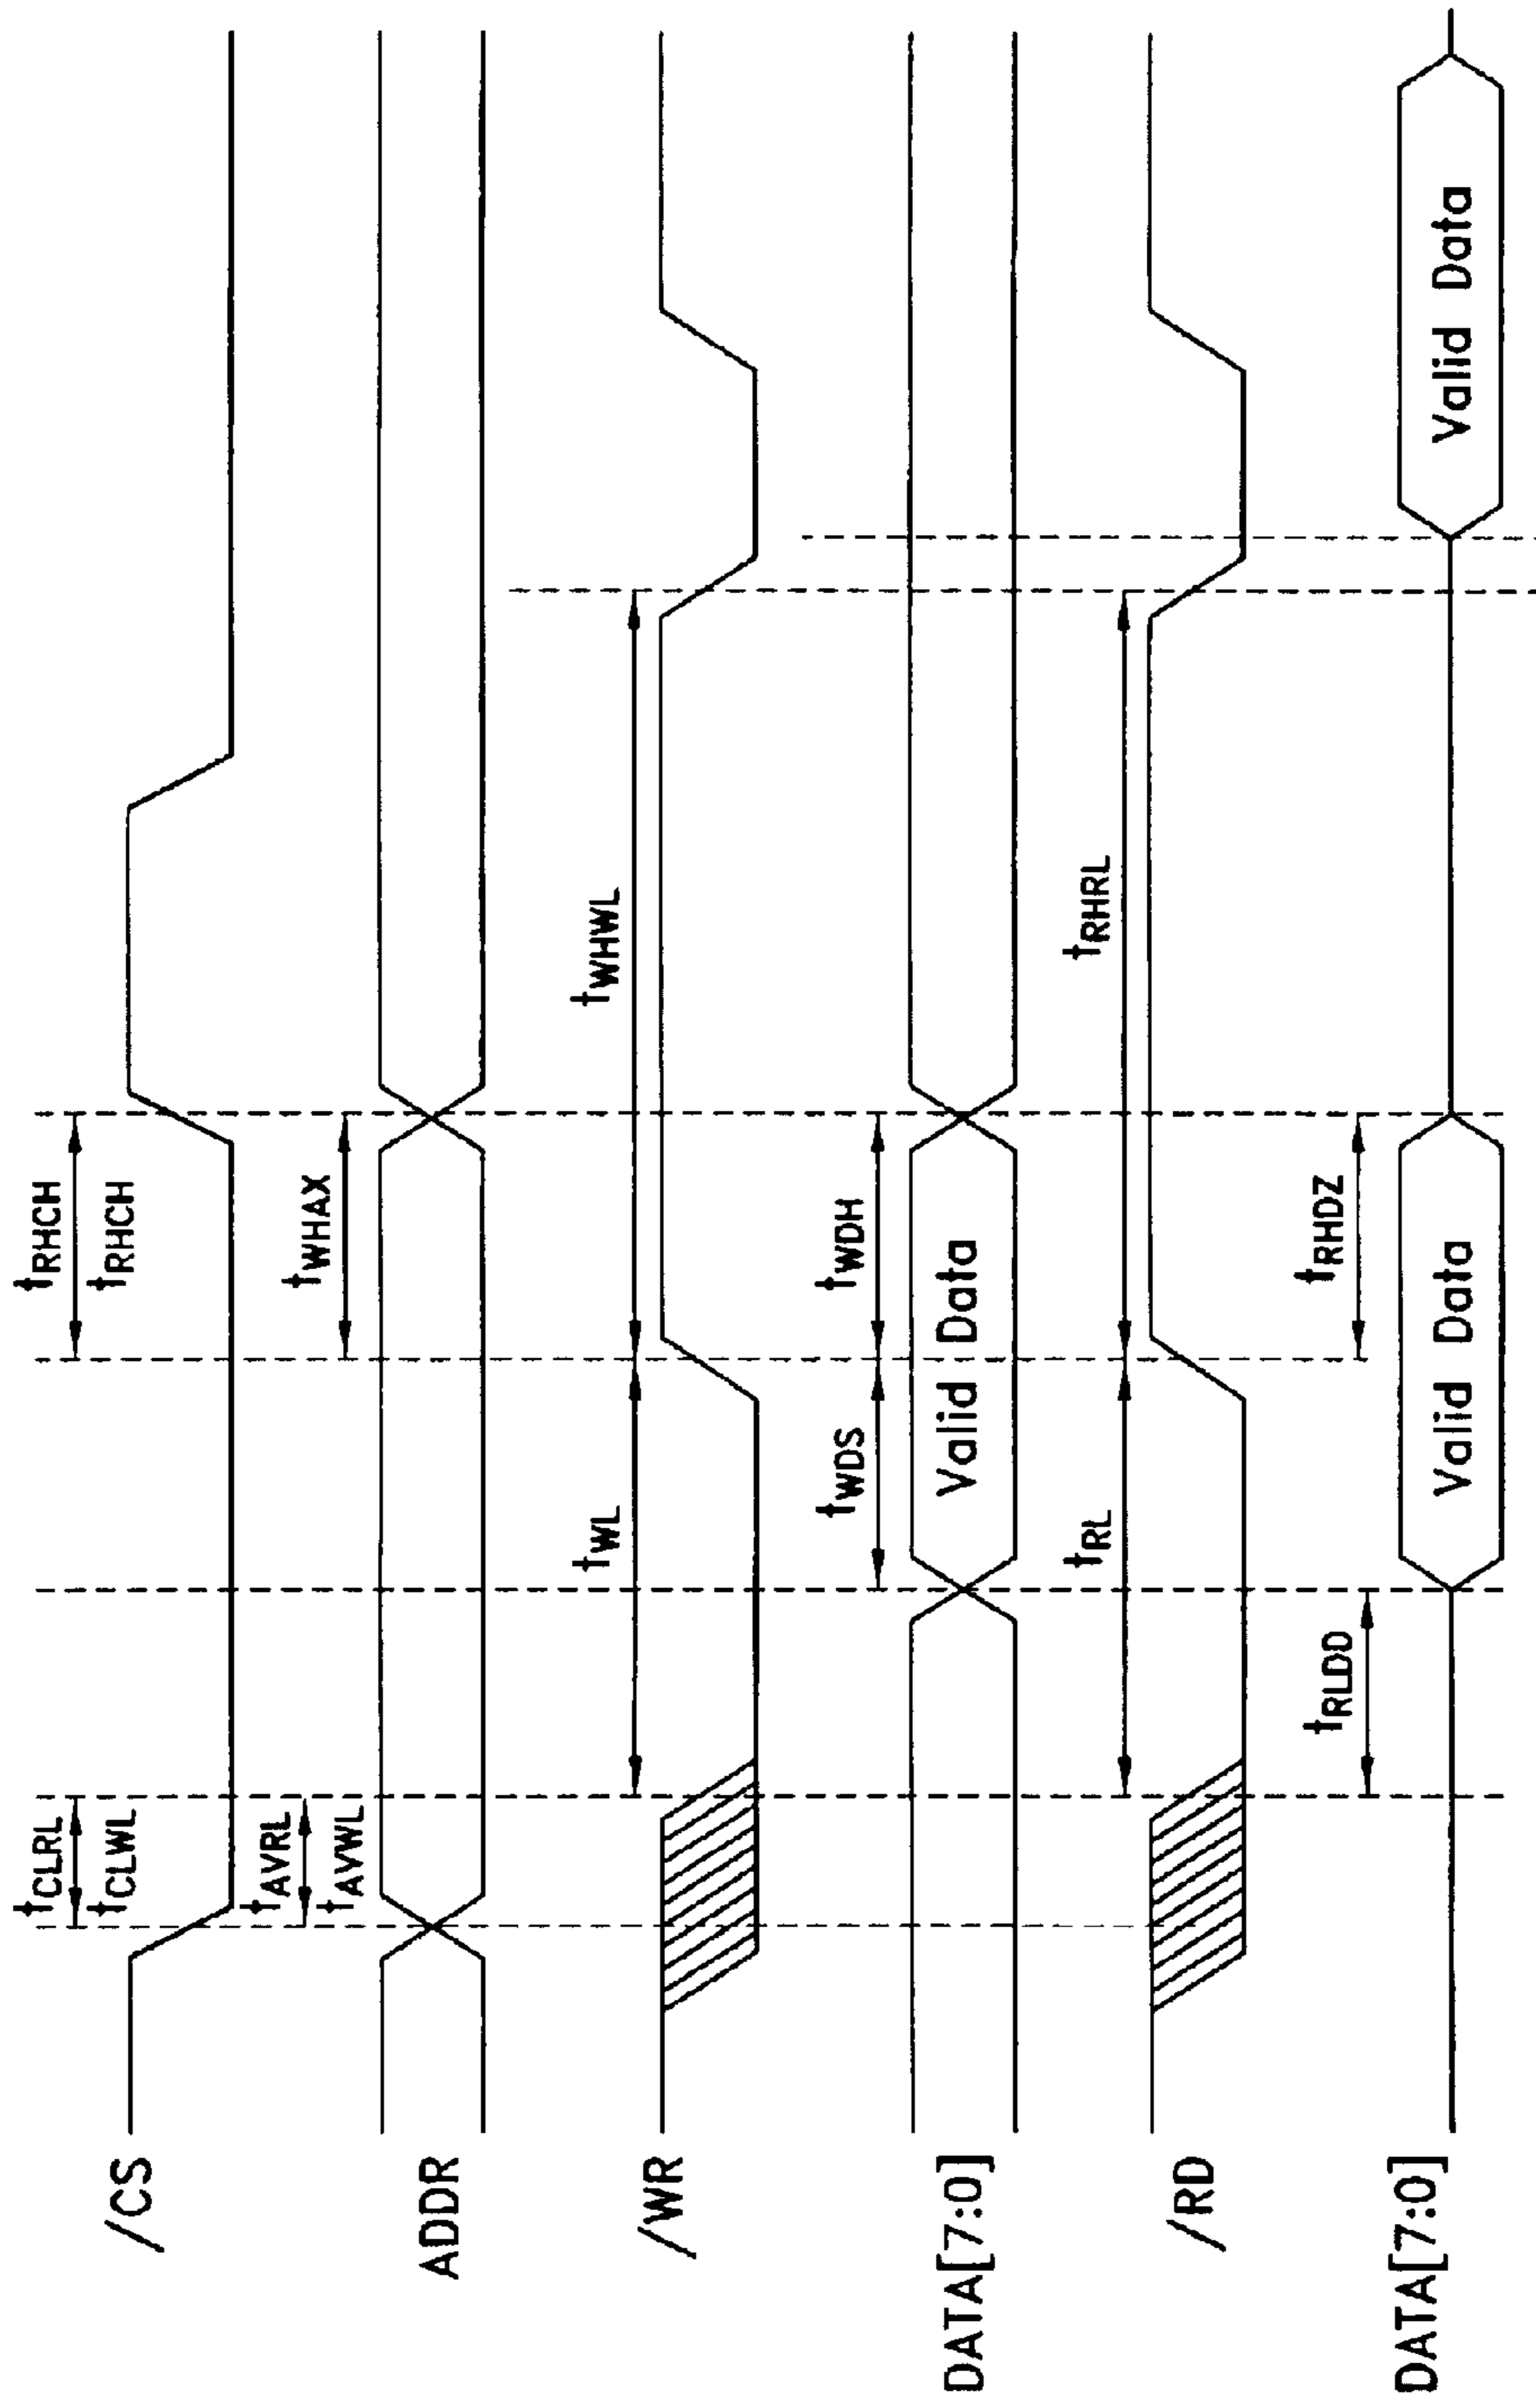 tCLRL
tCLWL
tRHCH
tRHCH
/CS
tAVRL
tAVWL
tWHAX
ADDR
tWL
tWHWL
/WR
tWDS
tWDH
DATA[7:0]
Valid Data
tRL
tRHRL
/RD
tRLDD
tRHDZ
DATA[7:0]
Valid Data
Valid Data